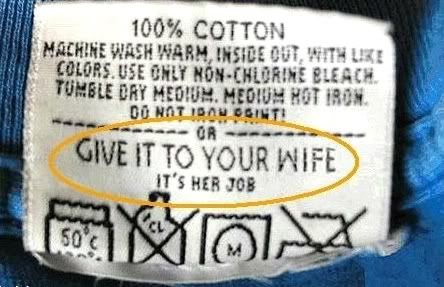 100% COTTON
MACHINE WASH WARM, INSIDE OUT, WITH LIKE
COLORS. USE ONLY NON-CHLORINE BLEACH.
TUMBLE DRY MEDIUM. MEDIUM HOT IRON.
DO NOT IRON PRINT!
OR
GIVE IT TO YOUR WIFE
IT'S HER JOB
50°C CL M